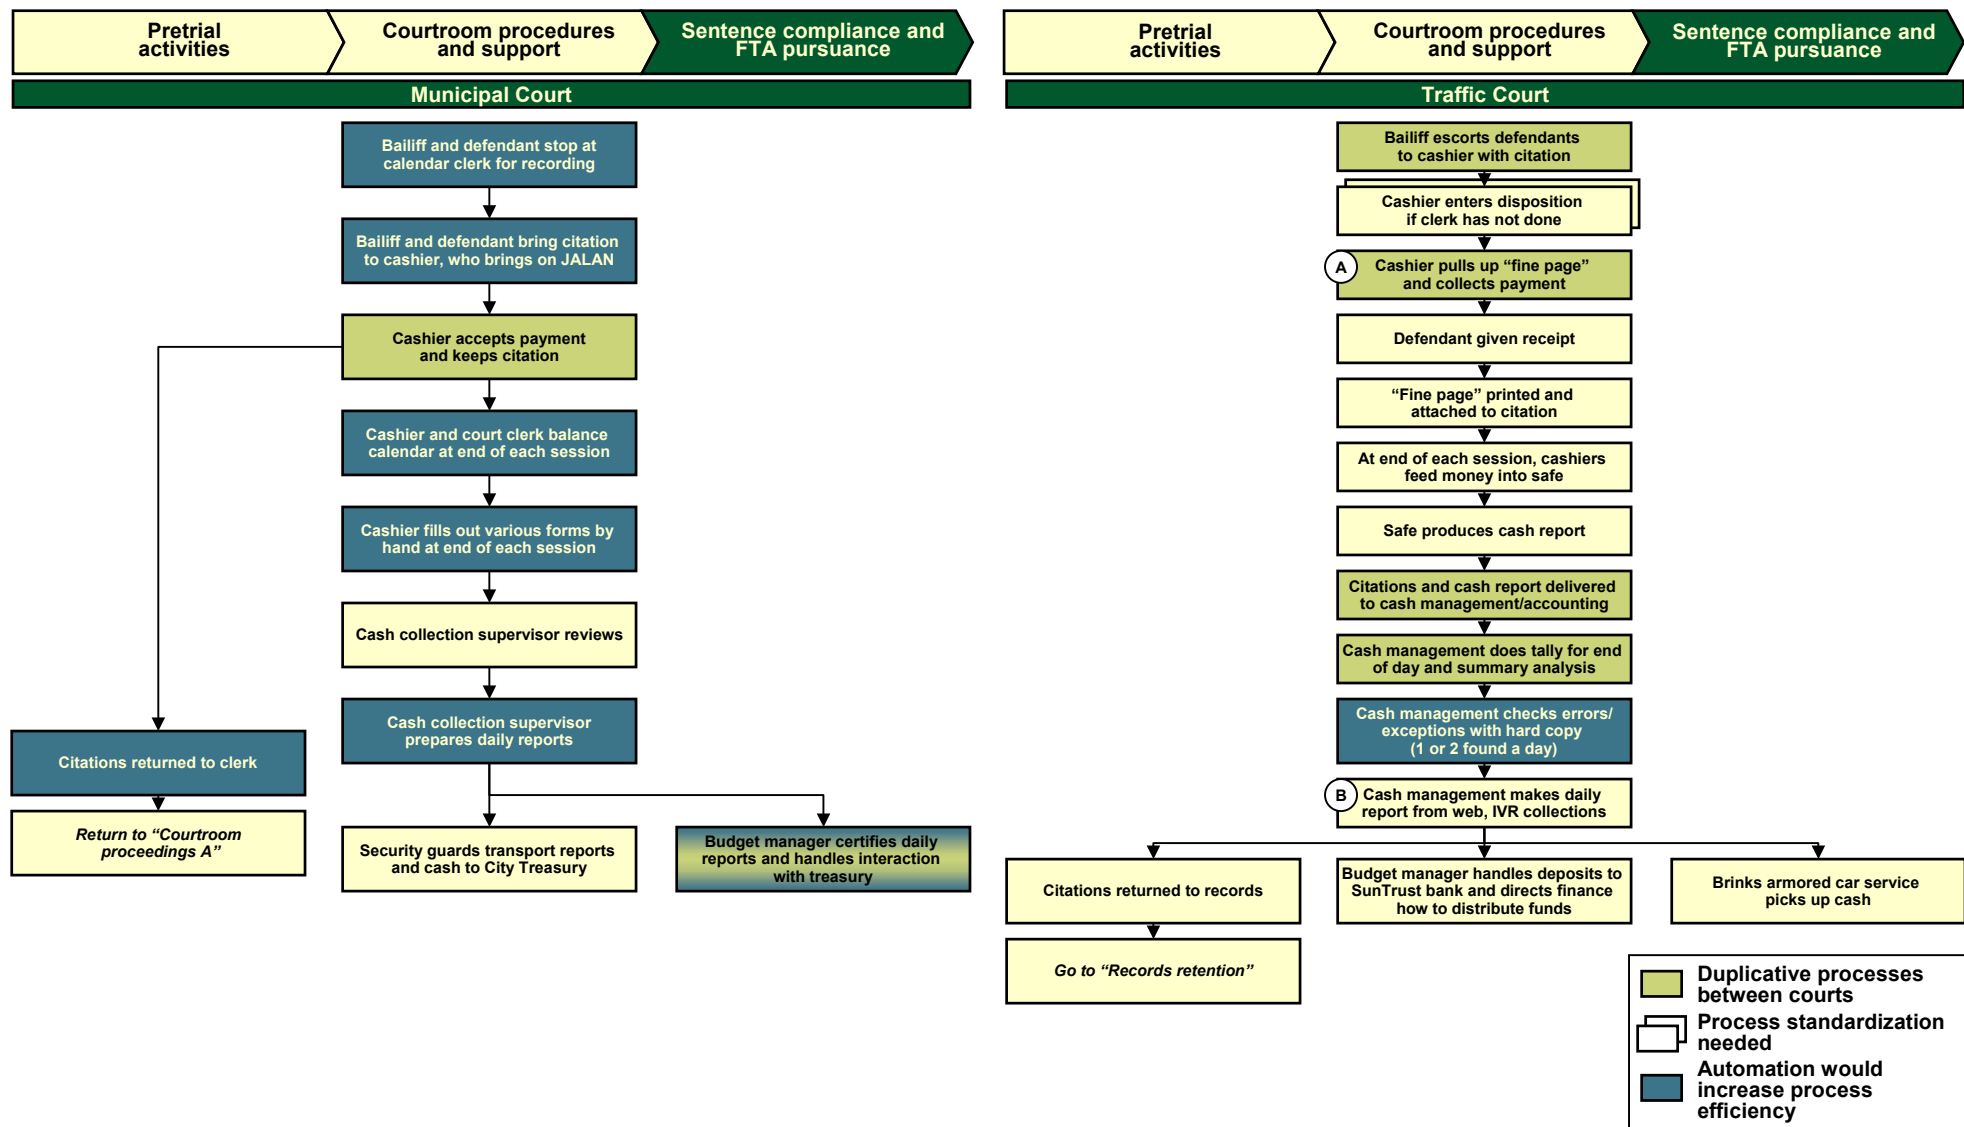 Pretrial
activities
Courtroom procedures
and support
Sentence compliance and
FTA pursuance
Municipal Court
Bailiff and defendant stop at
calendar clerk for recording
Bailiff and defendant bring citation
to cashier, who brings on JALAN
Cashier accepts payment
and keeps citation
Cashier and court clerk balance
calendar at end of each session
Cashier fills out various forms by
hand at end of each session
Cash collection supervisor reviews
Cash collection supervisor
prepares daily reports
Citations returned to clerk
Return to “Courtroom
proceedings A”
Security guards transport reports
and cash to City Treasury
Budget manager certifies daily
reports and handles interaction
with treasury
Pretrial
activities
Courtroom procedures
and support
Sentence compliance and
FTA pursuance
Traffic Court
Bailiff escorts defendants
to cashier with citation
Cashier enters disposition
if clerk has not done
A
Cashier pulls up “fine page”
and collects payment
Defendant given receipt
“Fine page” printed and
attached to citation
At end of each session, cashiers
feed money into safe
Safe produces cash report
Citations and cash report delivered
to cash management/accounting
Cash management does tally for end
of day and summary analysis
Cash management checks errors/
exceptions with hard copy
(1 or 2 found a day)
B
Cash management makes daily
report from web, IVR collections
Citations returned to records
Go to “Records retention”
Budget manager handles deposits to
SunTrust bank and directs finance
how to distribute funds
Brinks armored car service
picks up cash
Duplicative processes
between courts
Process standardization
needed
Automation would
increase process
efficiency